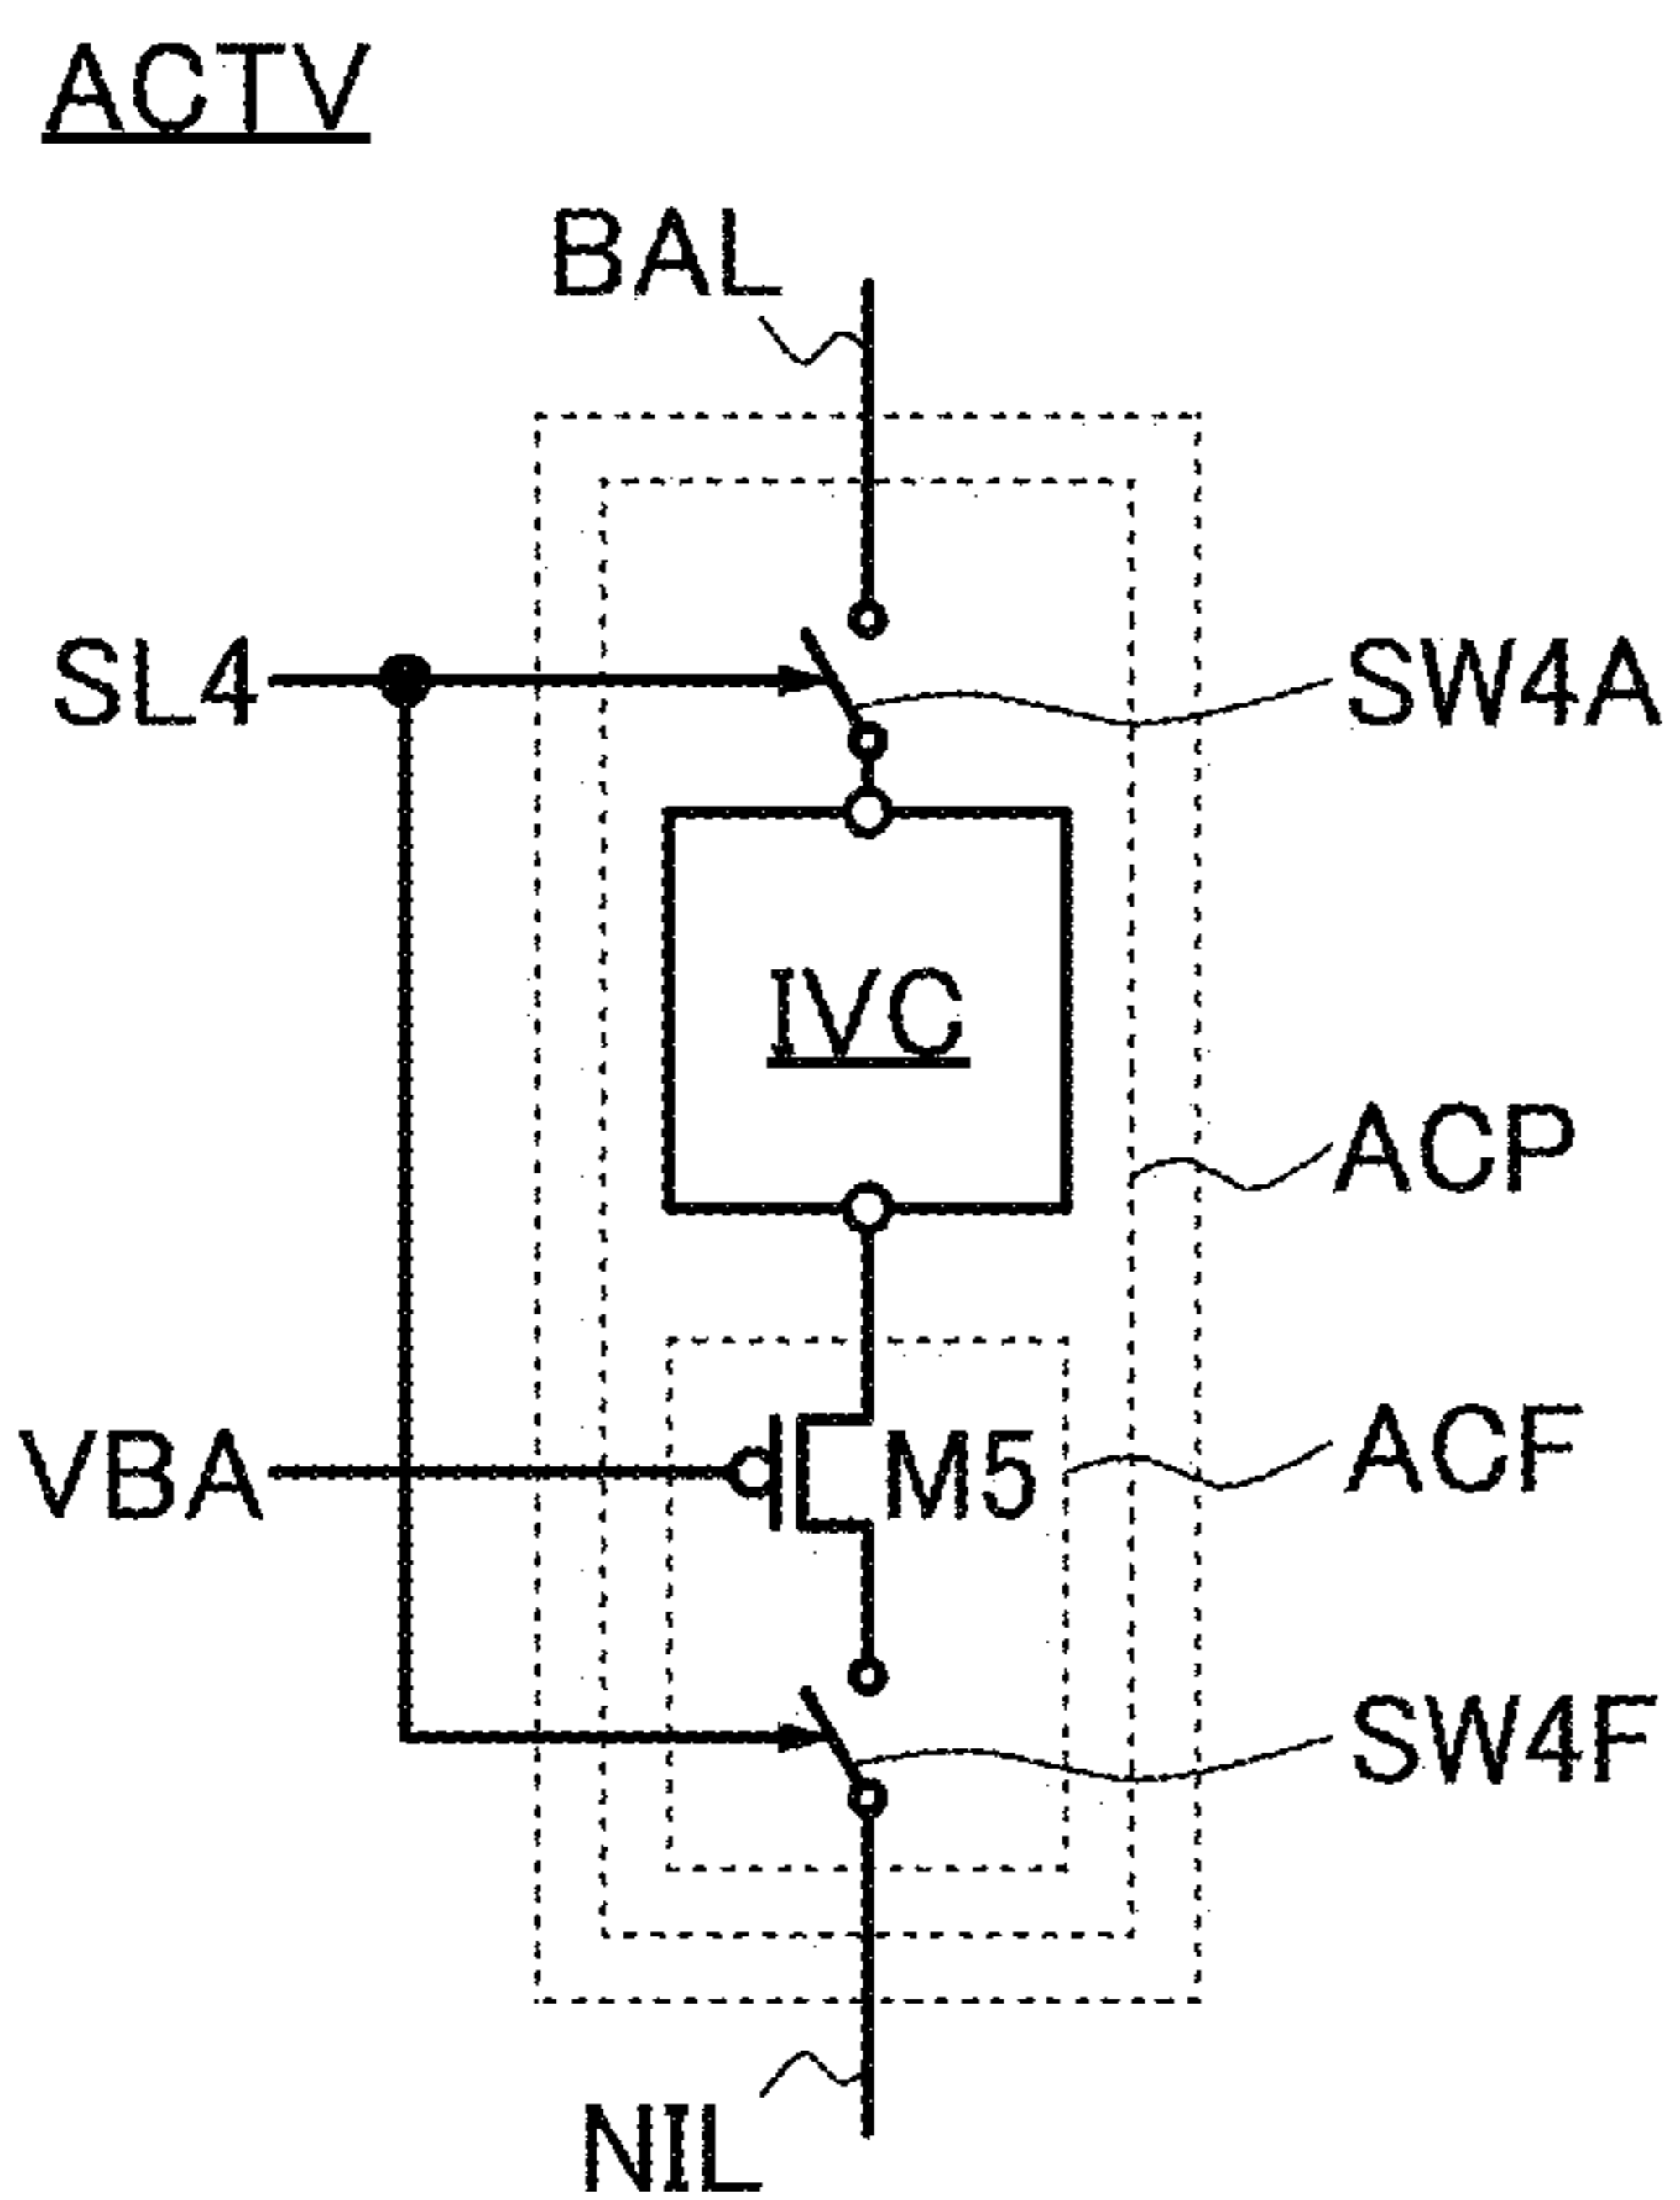 ACTV
BAL
SL4
SW4A
IVC
ACP
VBA
M5
ACF
SW4F
NIL